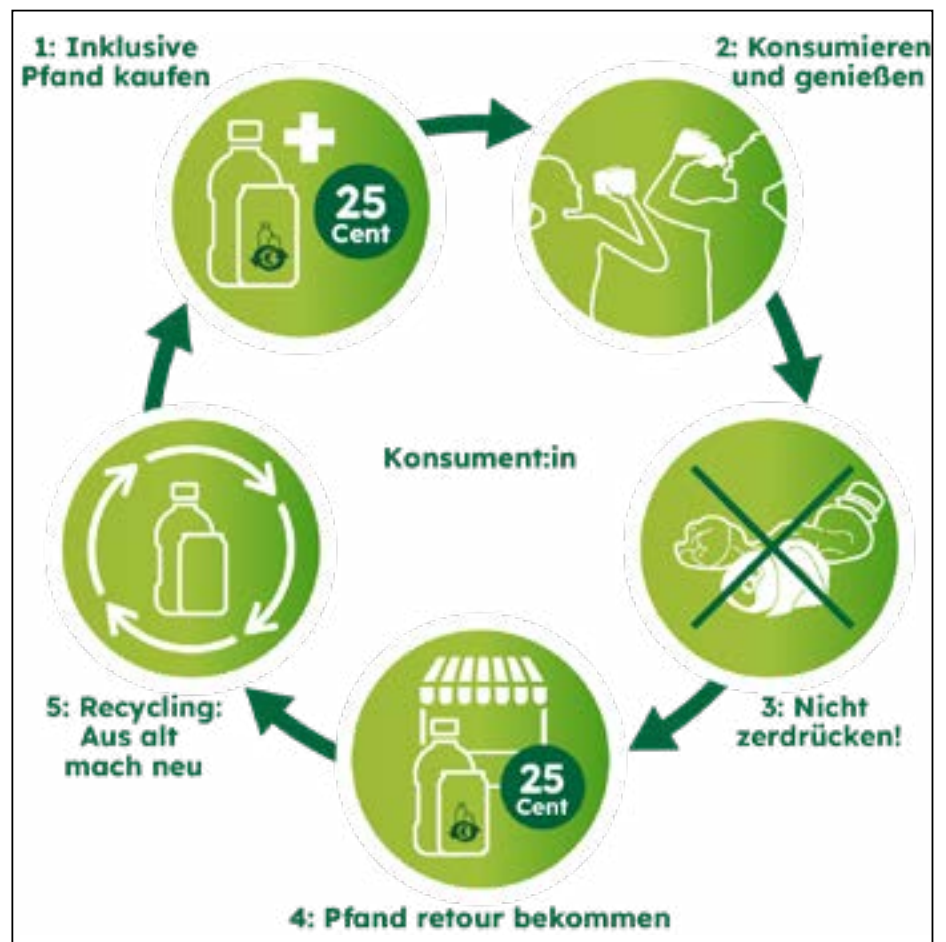 1: Inklusive
Pfand kaufen
2: Konsumieren
und genießen
25
Cent
Konsument:in
3: Nicht
zerdrücken!
25
Cent
4: Pfand retour bekommen
5: Recycling:
Aus alt
mach neu